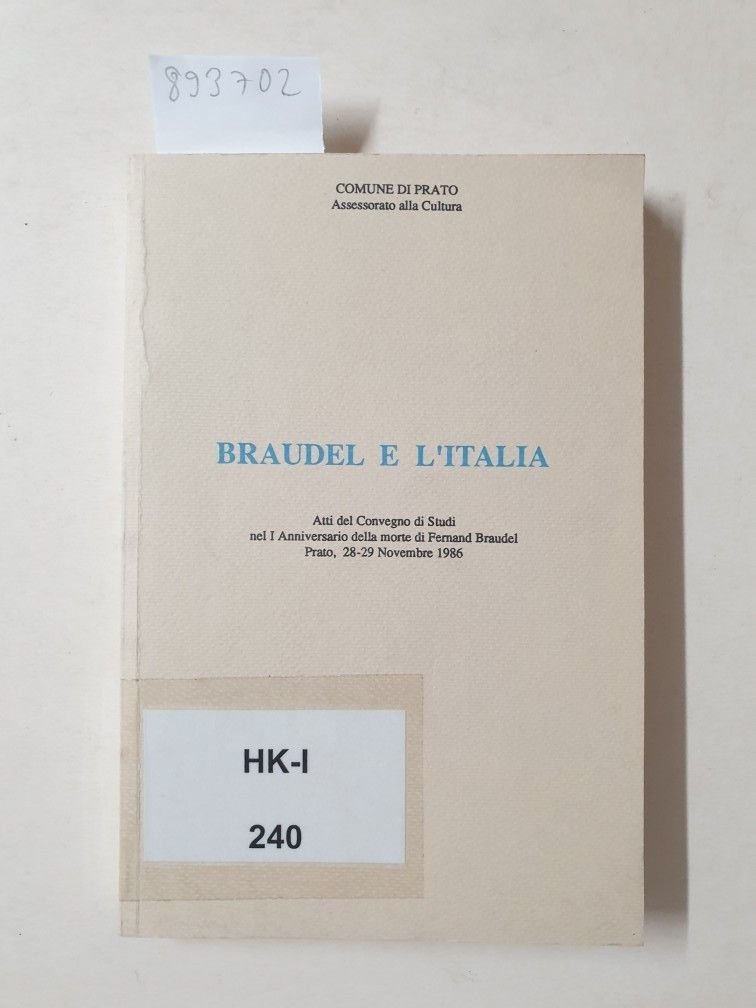 893702
COMUNE DI PRATO
Assessorato alla Cultura
BRAUDEL E L'ITALIA
Atti del Convegno di Studi
nel I Anniversario della morte di Fernand Braudel
Prato, 28-29 Novembre 1986
HK-I
240